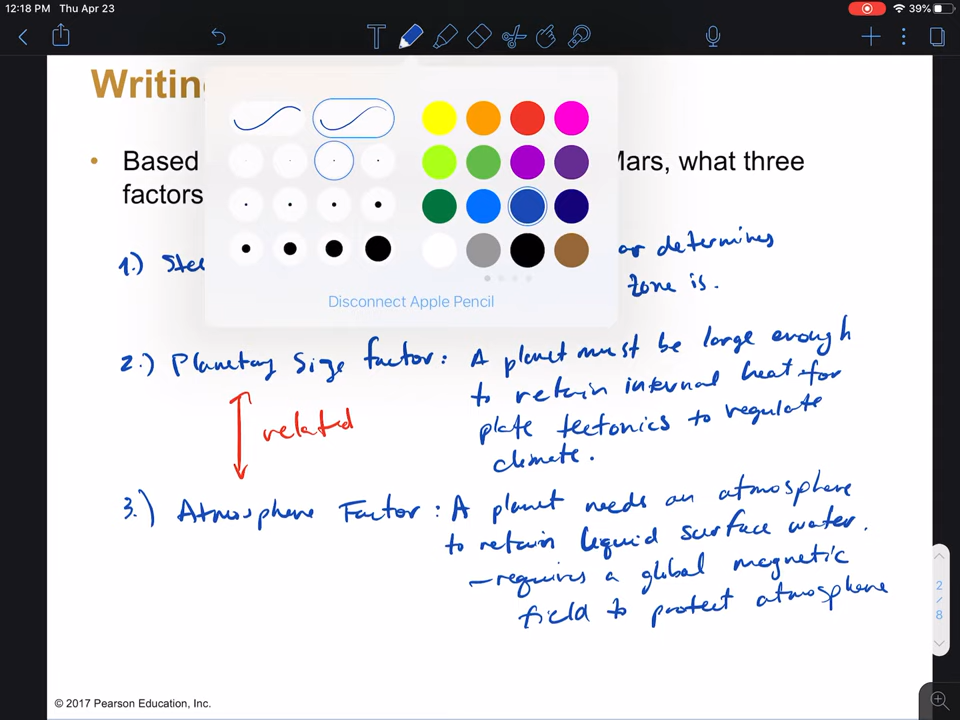 12:18 PM Thu Apr 23
39%
T
Writin
• Based Mars, what three
factors
Disconnect Apple Pencil
1.) Stel or determines
zone is.
2.) Planetary Size factor: A planet must be large enough
to retain internal heat for
plate tectonics to regulate
climate.
related
3.) Atmosphere Factor: A planet needs an atmosphere
to retain liquid surface water.
- requires a global magnetic
field to protect atmosphere
2/8
© 2017 Pearson Education, Inc.